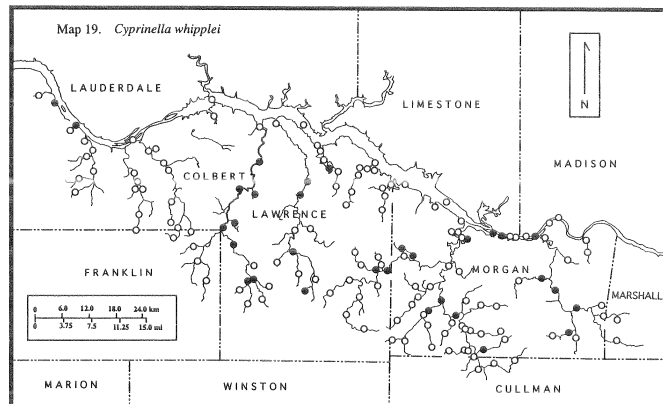 Map 19. Cyprinella whipplei
LAUDERDALE
LIMESTONE
N
MADISON
COLBERT
LAWRENCE
FRANKLIN
MORGAN
MARSHALL
0 6.0 12.0 18.0 24.0 km
0 3.75 7.5 11.25 15.0 mi
MARION
WINSTON
CULLMAN